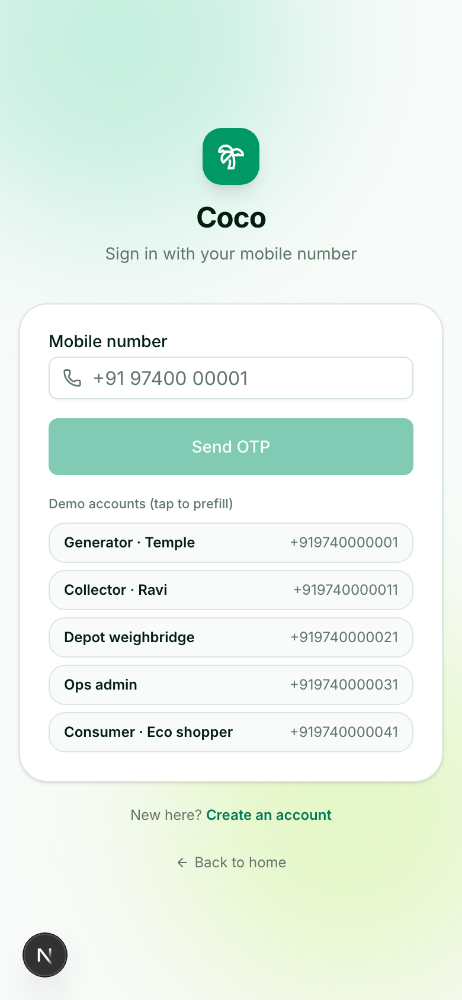 Coco
Sign in with your mobile number
Mobile number
+91 97400 00001
Send OTP
Demo accounts (tap to prefill)
Generator · Temple +919740000001
Collector · Ravi +919740000011
Depot weighbridge +919740000021
Ops admin +919740000031
Consumer · Eco shopper +919740000041
New here? Create an account
← Back to home
N